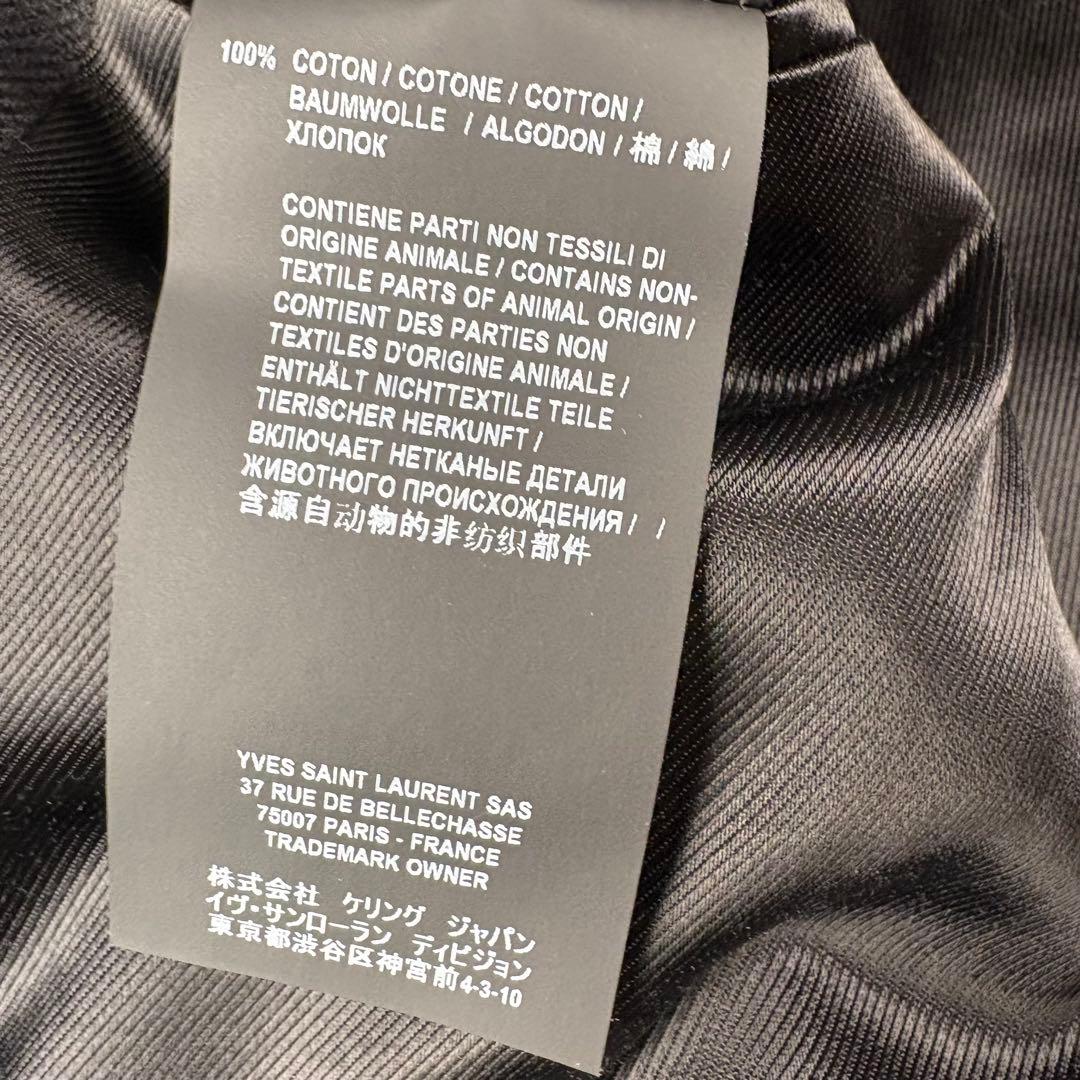 100% COTON / COTONE / COTTON /
BAUMWOLLE / ALGODON / 棉 / 綿 /
ХЛОПОК
CONTIENE PARTI NON TESSILI DI
ORIGINE ANIMALE / CONTAINS NON-
TEXTILE PARTS OF ANIMAL ORIGIN /
CONTIENT DES PARTIES NON
TEXTILES D'ORIGINE ANIMALE /
ENTHÄLT NICHTTEXTILE TEILE
TIERISCHER HERKUNFT /
ВКЛЮЧАЕТ НЕТКАНЫЕ ДЕТАЛИ
ЖИВОТНОГО ПРОИСХОЖДЕНИЯ / /
含源自动物的非纺织部件
YVES SAINT LAURENT SAS
37 RUE DE BELLECHASSE
75007 PARIS - FRANCE
TRADEMARK OWNER
株式会社 ケリング ジャパン
イヴ・サンローラン ディビジョン
東京都渋谷区神宮前4-3-10